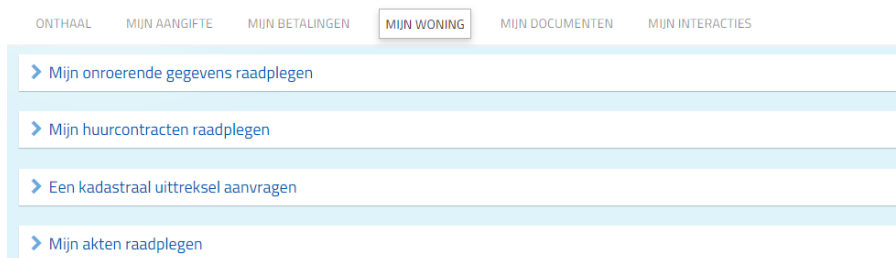 ONTHAAL MIJN AANGIFTE MIJN BETALINGEN MIJN WONING MIJN DOCUMENTEN MIJN INTERACTIES
Mijn onroerende gegevens raadplegen
Mijn huurcontracten raadplegen
Een kadastraal uittreksel aanvragen
Mijn akten raadplegen